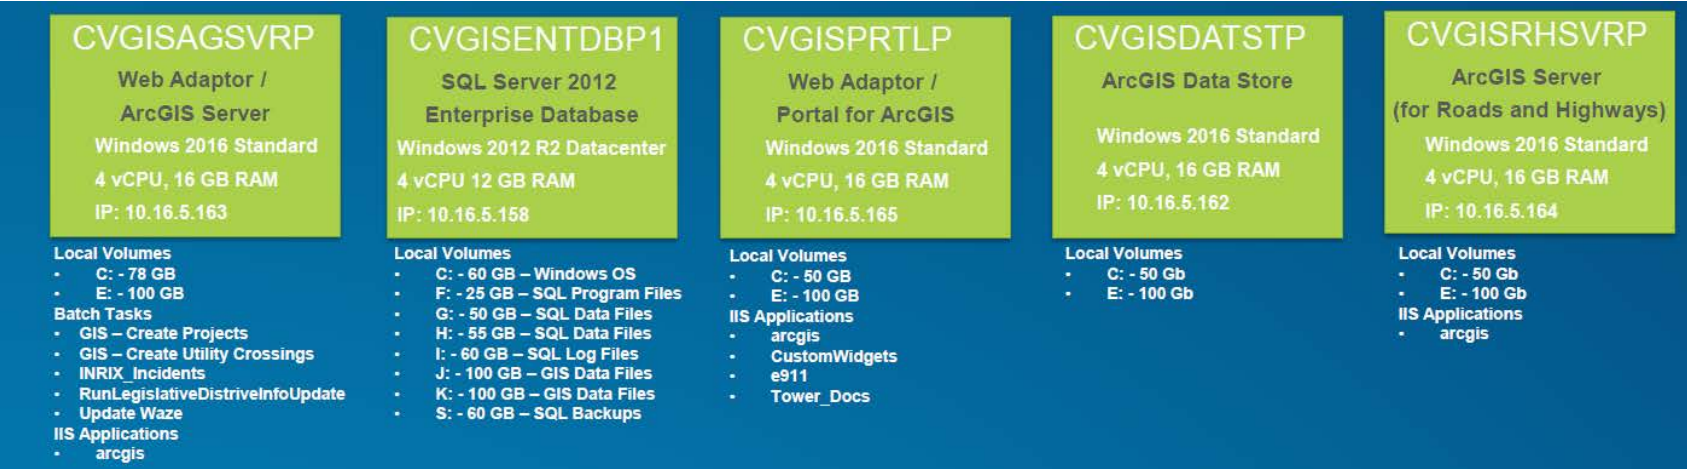 CVGISAGSVRP
Web Adaptor /
ArcGIS Server
Windows 2016 Standard
4 vCPU, 16 GB RAM
IP: 10.16.5.163
Local Volumes
- C: - 78 GB
- E: - 100 GB
Batch Tasks
- GIS – Create Projects
- GIS – Create Utility Crossings
- INRIX_Incidents
- RunLegislativeDistriveInfoUpdate
- Update Waze
IIS Applications
- arcgis
CVGISENTDBP1
SQL Server 2012
Enterprise Database
Windows 2012 R2 Datacenter
4 vCPU 12 GB RAM
IP: 10.16.5.158
Local Volumes
- C: - 60 GB – Windows OS
- F: - 25 GB – SQL Program Files
- G: - 50 GB – SQL Data Files
- H: - 55 GB – SQL Data Files
- I: - 60 GB – SQL Log Files
- J: - 100 GB – GIS Data Files
- K: - 100 GB – GIS Data Files
- S: - 60 GB – SQL Backups
CVGISPRTLP
Web Adaptor /
Portal for ArcGIS
Windows 2016 Standard
4 vCPU, 16 GB RAM
IP: 10.16.5.165
Local Volumes
- C: - 50 GB
- E: - 100 GB
IIS Applications
- arcgis
- CustomWidgets
- e911
- Tower_Docs
CVGISDATSTP
ArcGIS Data Store
Windows 2016 Standard
4 vCPU, 16 GB RAM
IP: 10.16.5.162
Local Volumes
- C: - 50 Gb
- E: - 100 Gb
CVGISRHSVRP
ArcGIS Server
(for Roads and Highways)
Windows 2016 Standard
4 vCPU, 16 GB RAM
IP: 10.16.5.164
Local Volumes
- C: - 50 Gb
- E: - 100 Gb
IIS Applications
- arcgis